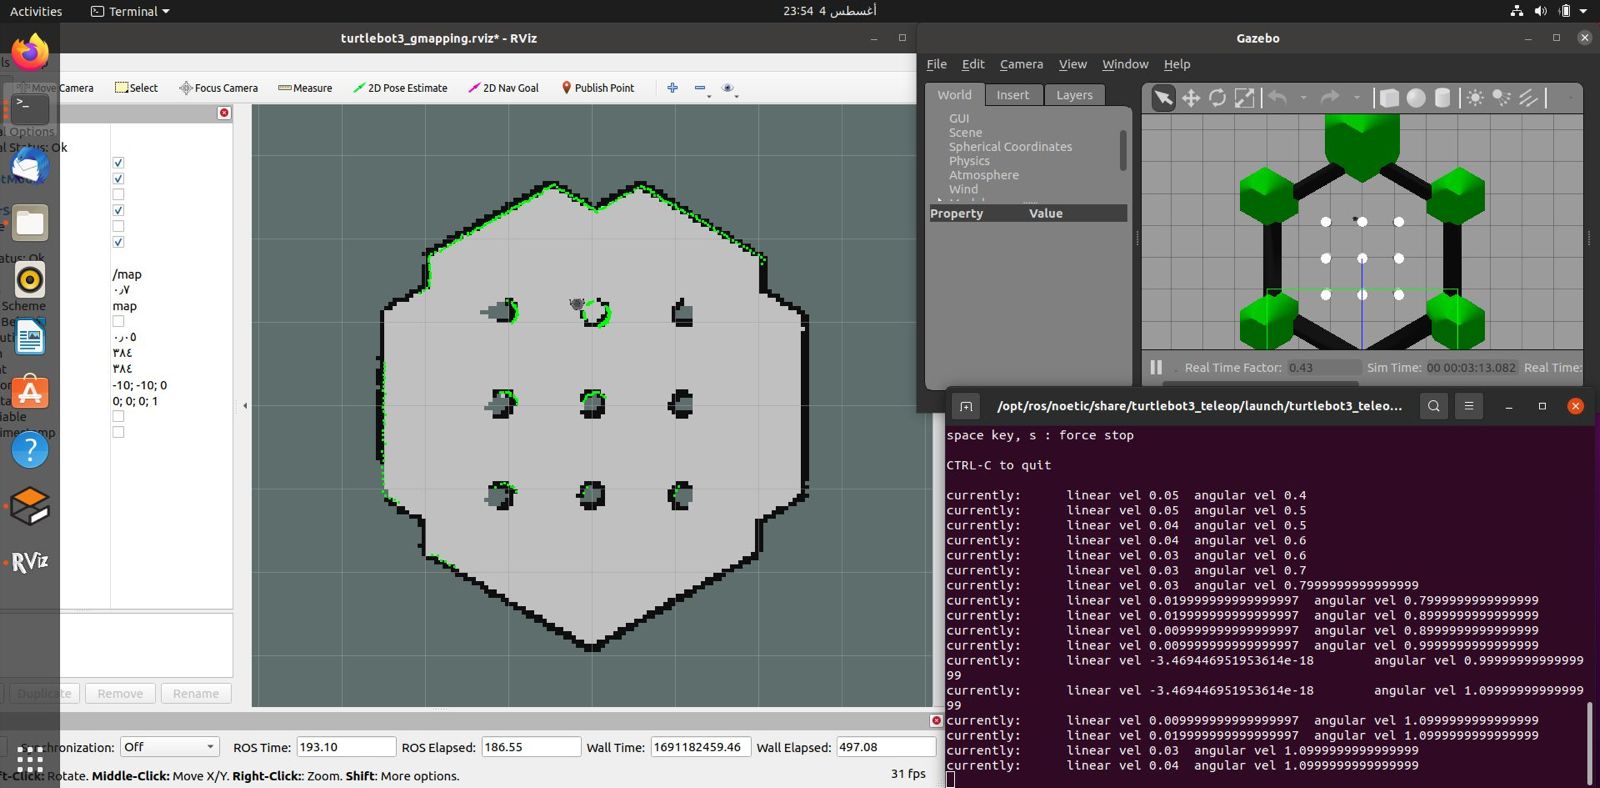 Activities
Terminal
23:54 4 أغسطس
turtlebot3_gmapping.rviz* - RViz
Move Camera
Select
Focus Camera
Measure
2D Pose Estimate
2D Nav Goal
Publish Point
al Options
al Status: Ok
tatus: Ok
/map
٠٫٧
Scheme
map
٠٫٠٥
٣٨٤
٣٨٤
-10; -10; 0
0; 0; 0; 1
imestamp
Duplicate
Remove
Rename
Synchronization:
Off
ROS Time:
193.10
ROS Elapsed:
186.55
Wall Time:
1691182459.46
Wall Elapsed:
497.08
ft-Click: Rotate. Middle-Click: Move X/Y. Right-Click:: Zoom. Shift: More options.
31 fps
RViz
Gazebo
File Edit Camera View Window Help
World Insert Layers
GUI
Scene
Spherical Coordinates
Physics
Atmosphere
Wind
Property Value
Real Time Factor: 0.43 Sim Time: 00 00:03:13.082 Real Time:
/opt/ros/noetic/share/turtlebot3_teleop/launch/turtlebot3_teleo...
space key, s : force stop
CTRL-C to quit
currently: linear vel 0.05 angular vel 0.4
currently: linear vel 0.05 angular vel 0.5
currently: linear vel 0.04 angular vel 0.5
currently: linear vel 0.04 angular vel 0.6
currently: linear vel 0.03 angular vel 0.6
currently: linear vel 0.03 angular vel 0.7
currently: linear vel 0.03 angular vel 0.7999999999999999
currently: linear vel 0.019999999999999997 angular vel 0.7999999999999999
currently: linear vel 0.019999999999999997 angular vel 0.8999999999999999
currently: linear vel 0.009999999999999997 angular vel 0.8999999999999999
currently: linear vel 0.009999999999999997 angular vel 0.9999999999999999
currently: linear vel -3.469446951953614e-18 angular vel 0.99999999999999
99
currently: linear vel -3.469446951953614e-18 angular vel 1.09999999999999
99
currently: linear vel 0.009999999999999997 angular vel 1.0999999999999999
currently: linear vel 0.019999999999999997 angular vel 1.0999999999999999
currently: linear vel 0.03 angular vel 1.0999999999999999
currently: linear vel 0.04 angular vel 1.0999999999999999